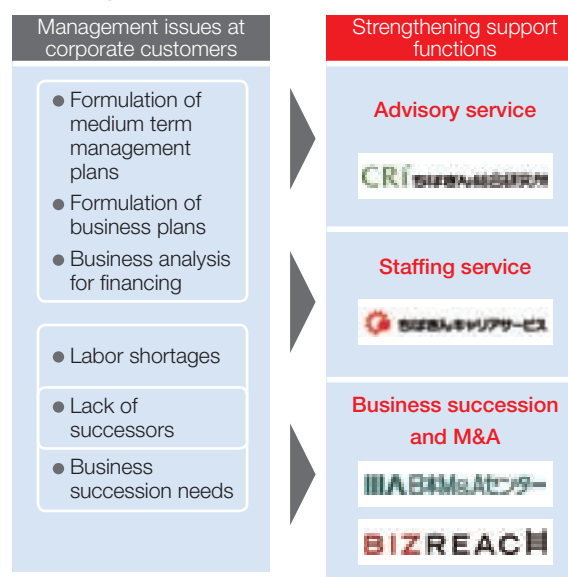 Management issues at
corporate customers
Formulation of
medium term
management
plans
Formulation of
business plans
Business analysis
for financing
Labor shortages
Lack of
successors
Business
succession needs
Strengthening support
functions
Advisory service
CRI ちばぎん総合研究所
Staffing service
ちばぎんキャリアサービス
Business succession
and M&A
日本M&Aセンター
BIZREACH